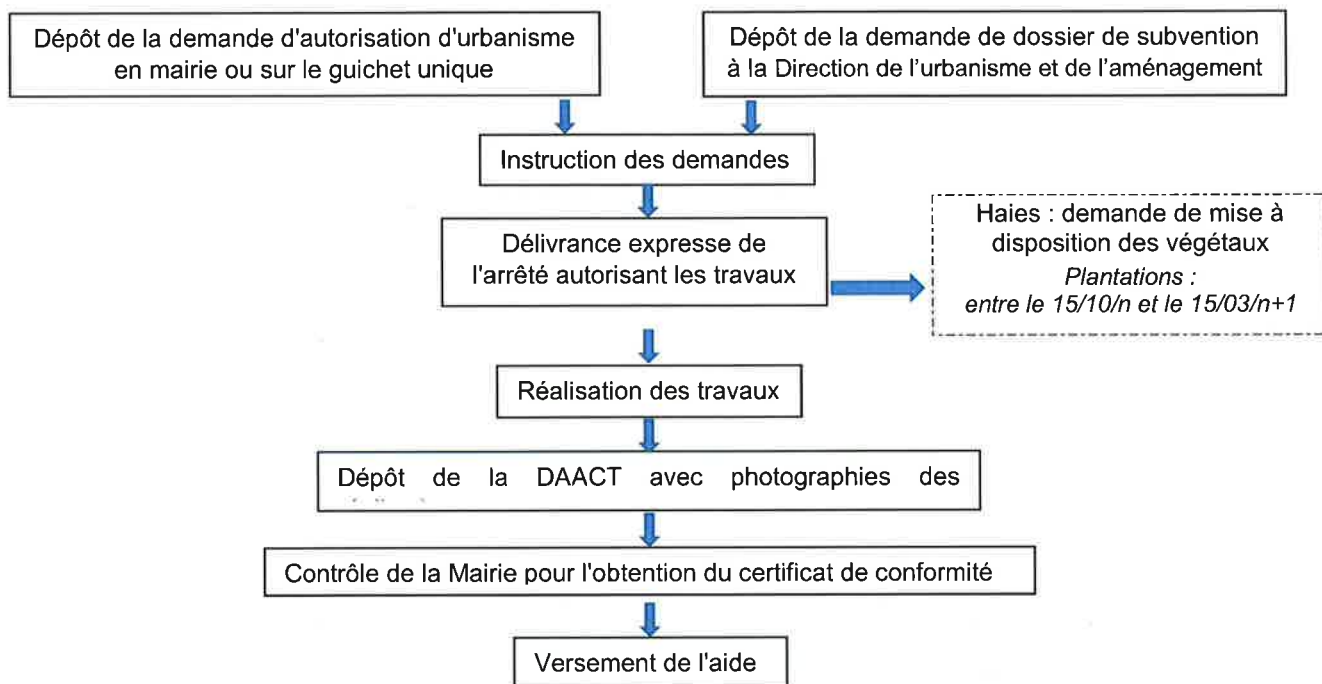 Dépôt de la demande d'autorisation d'urbanisme
en mairie ou sur le guichet unique
Dépôt de la demande de dossier de subvention
à la Direction de l'urbanisme et de l'aménagement
Instruction des demandes
Délivrance expresse de
l'arrêté autorisant les travaux
Haies : demande de mise à
disposition des végétaux
Plantations :
entre le 15/10/n et le 15/03/n+1
Réalisation des travaux
Dépôt de la DAACT avec photographies des
Contrôle de la Mairie pour l'obtention du certificat de conformité
Versement de l'aide